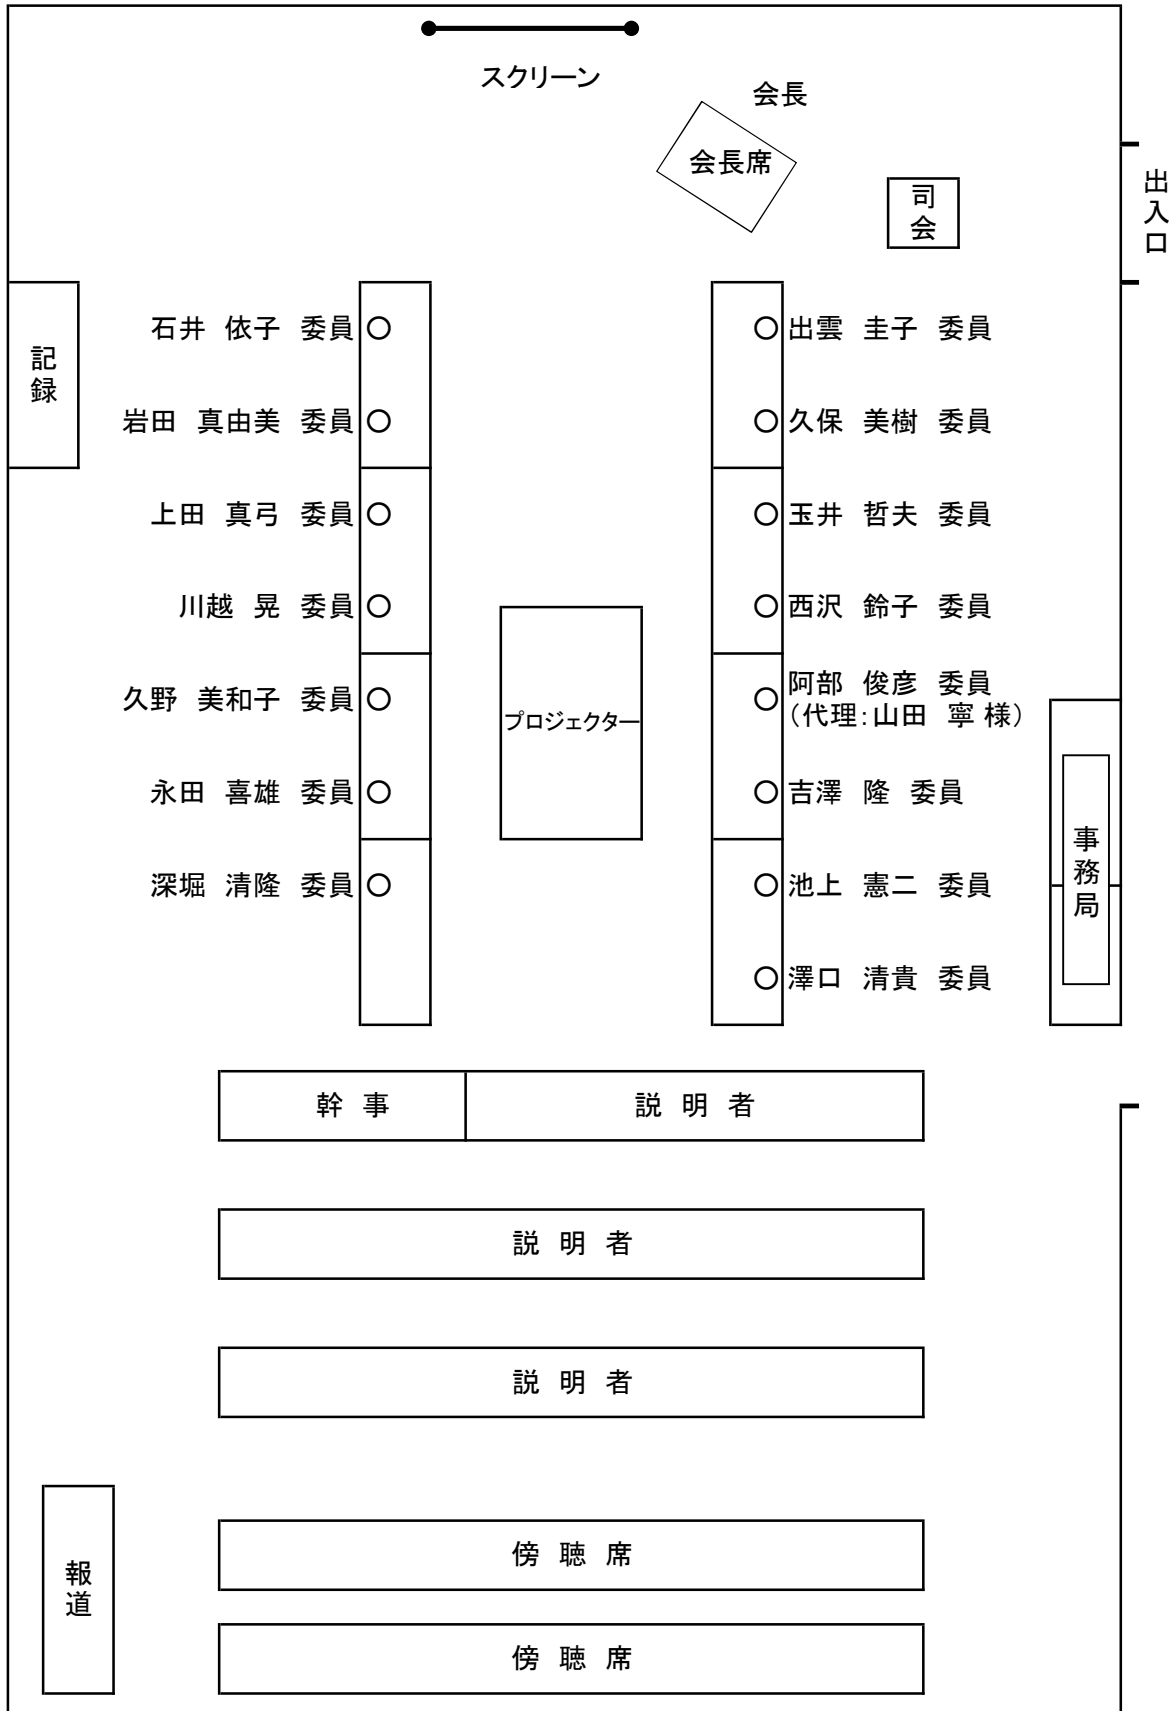 スクリーン
会長
会長席
司会
出入口
記録
石井 依子 委員
出雲 圭子 委員
岩田 真由美 委員
久保 美樹 委員
上田 真弓 委員
玉井 哲夫 委員
川越 晃 委員
西沢 鈴子 委員
久野 美和子 委員
阿部 俊彦 委員
（代理：山田 寧 様）
プロジェクター
永田 喜雄 委員
吉澤 隆 委員
事務局
深堀 清隆 委員
池上 憲二 委員
澤口 清貴 委員
幹 事
説 明 者
説 明 者
説 明 者
傍 聴 席
報道
傍 聴 席